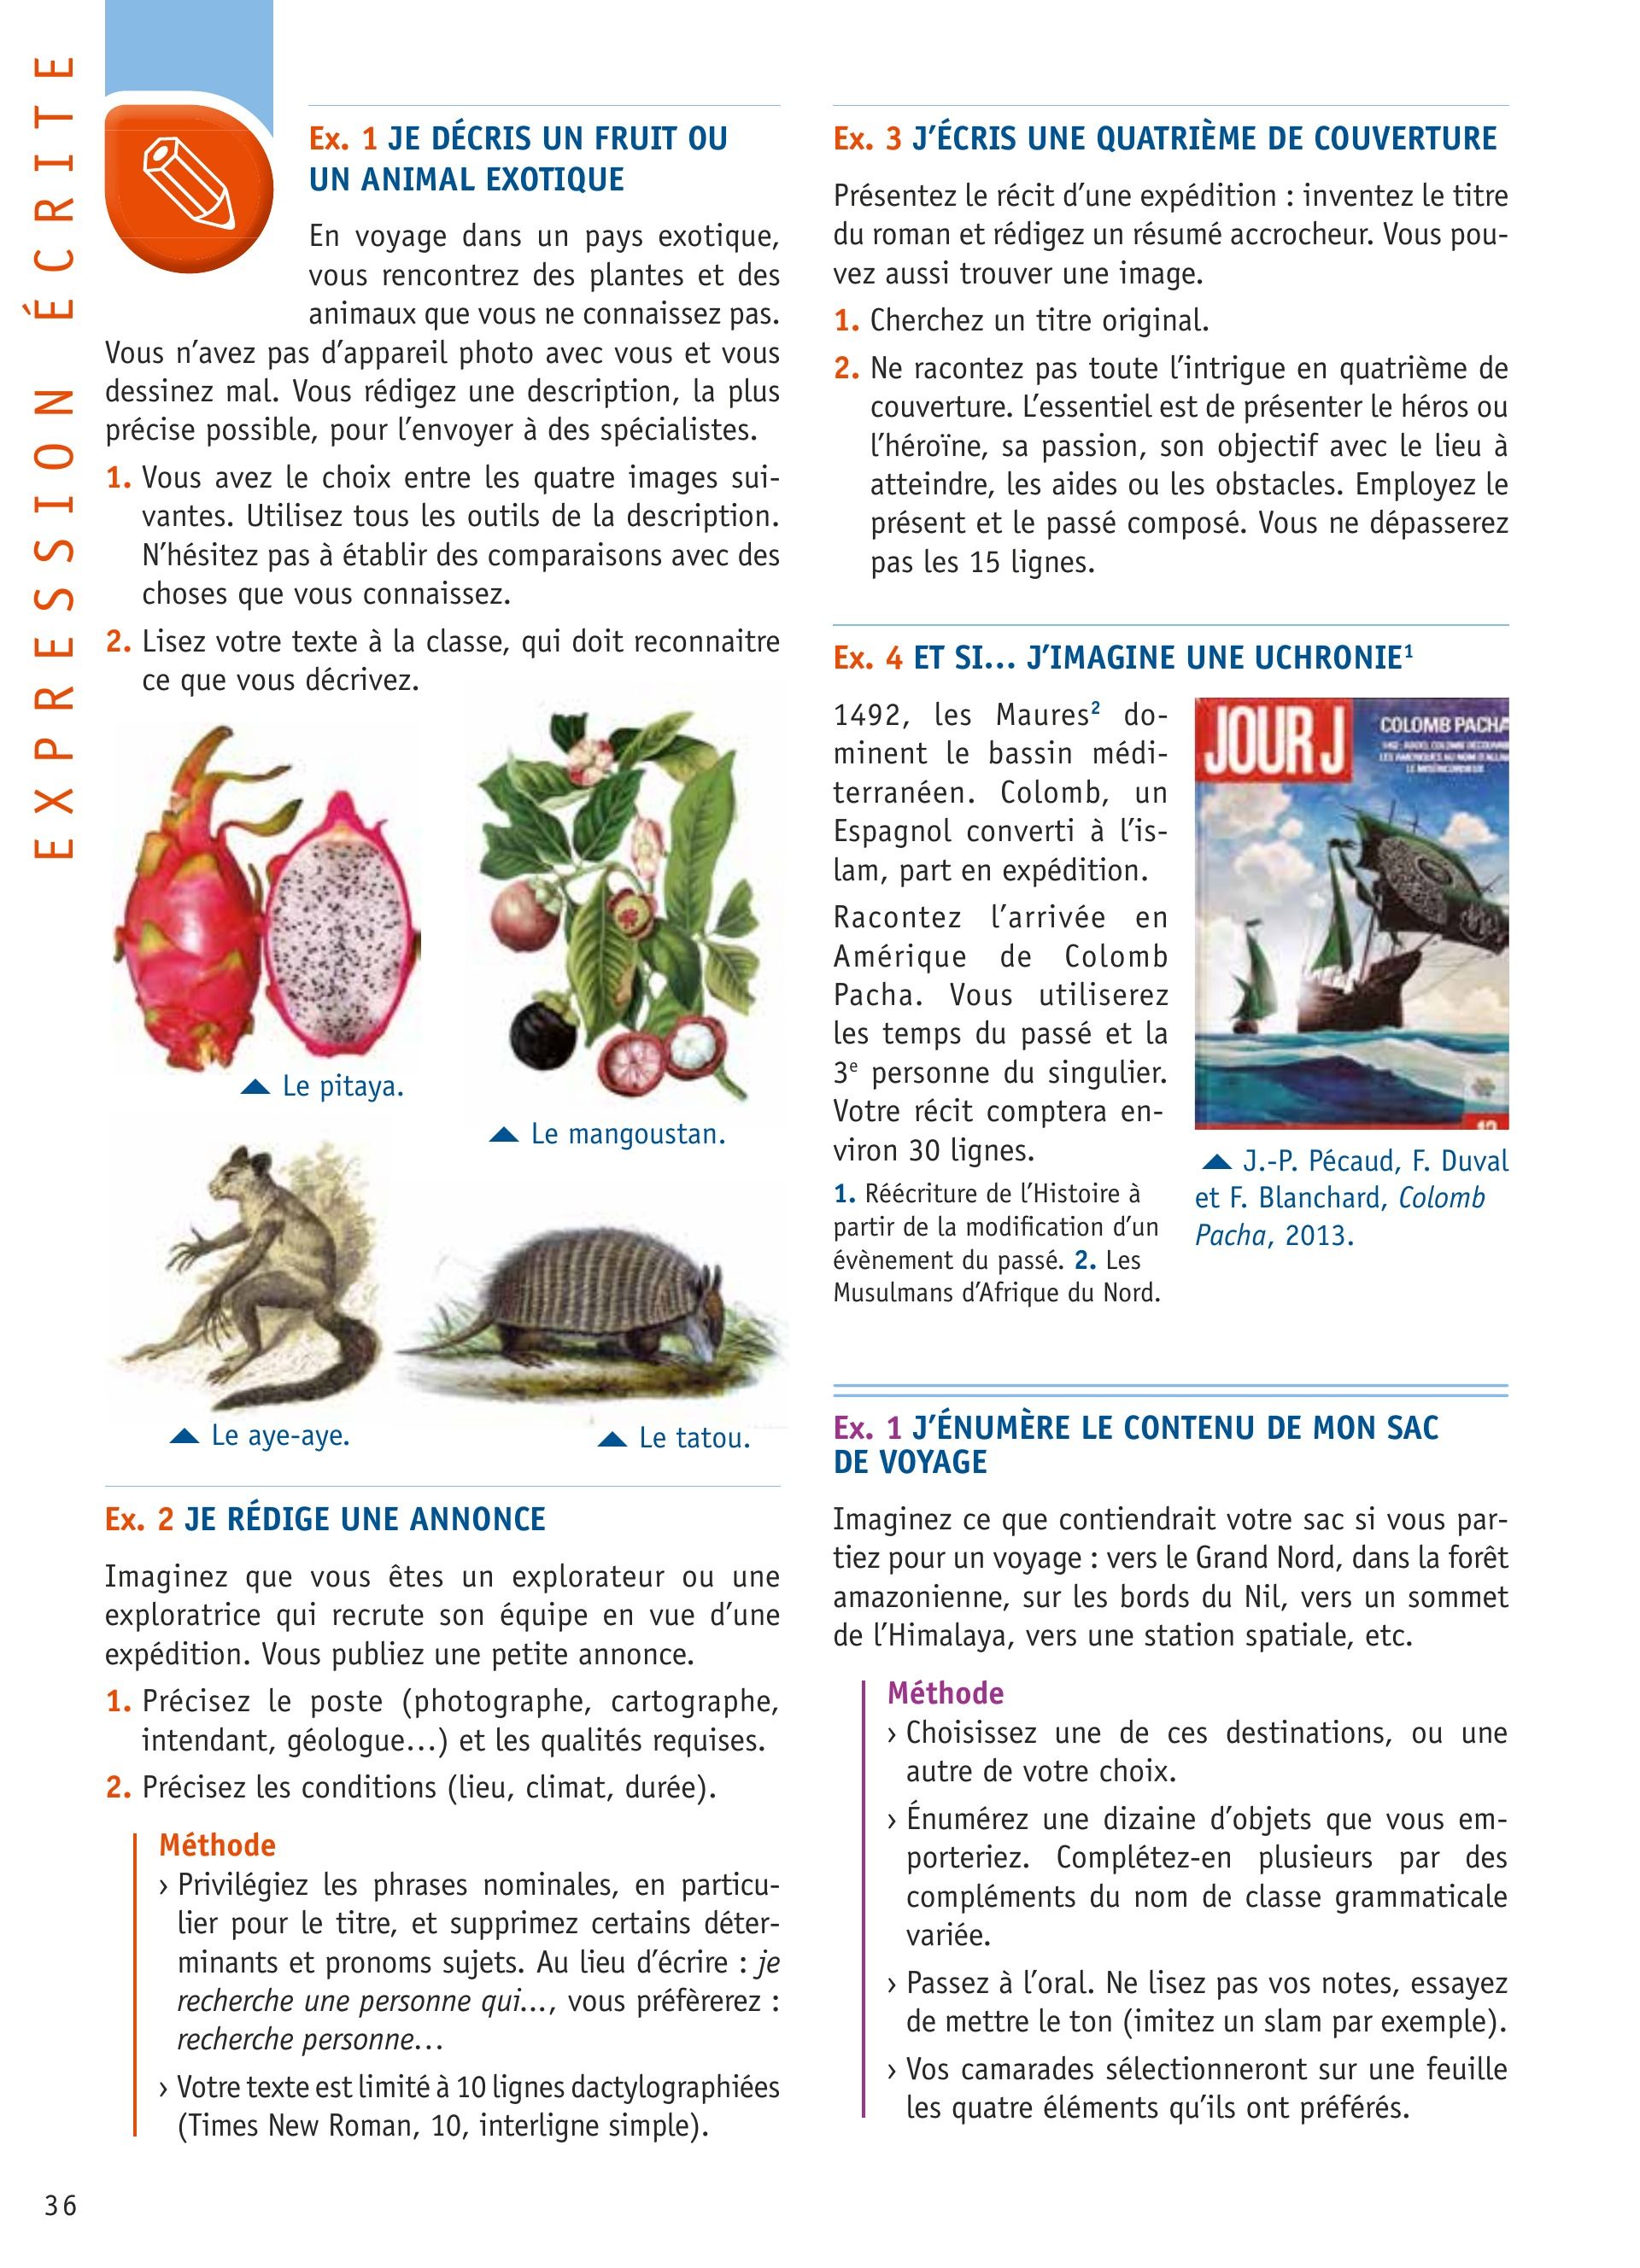 EXPRESSION ÉCRITE
Ex. 1 JE DÉCRIS UN FRUIT OU
UN ANIMAL EXOTIQUE
En voyage dans un pays exotique,
vous rencontrez des plantes et des
animaux que vous ne connaissez pas.
Vous n’avez pas d’appareil photo avec vous et vous
dessinez mal. Vous rédigez une description, la plus
précise possible, pour l’envoyer à des spécialistes.
1. Vous avez le choix entre les quatre images sui-
vantes. Utilisez tous les outils de la description.
N’hésitez pas à établir des comparaisons avec des
choses que vous connaissez.
2. Lisez votre texte à la classe, qui doit reconnaitre
ce que vous décrivez.
▲ Le pitaya.
▲ Le mangoustan.
▲ Le aye-aye.
▲ Le tatou.
Ex. 2 JE RÉDIGE UNE ANNONCE
Imaginez que vous êtes un explorateur ou une
exploratrice qui recrute son équipe en vue d’une
expédition. Vous publiez une petite annonce.
1. Précisez le poste (photographe, cartographe,
intendant, géologue…) et les qualités requises.
2. Précisez les conditions (lieu, climat, durée).
Méthode
› Privilégiez les phrases nominales, en particu-
lier pour le titre, et supprimez certains déter-
minants et pronoms sujets. Au lieu d’écrire : je
recherche une personne qui…, vous préfèrerez :
recherche personne…
› Votre texte est limité à 10 lignes dactylographiées
(Times New Roman, 10, interligne simple).
36
Ex. 3 J’ÉCRIS UNE QUATRIÈME DE COUVERTURE
Présentez le récit d’une expédition : inventez le titre
du roman et rédigez un résumé accrocheur. Vous pou-
vez aussi trouver une image.
1. Cherchez un titre original.
2. Ne racontez pas toute l’intrigue en quatrième de
couverture. L’essentiel est de présenter le héros ou
l’héroïne, sa passion, son objectif avec le lieu à
atteindre, les aides ou les obstacles. Employez le
présent et le passé composé. Vous ne dépasserez
pas les 15 lignes.
Ex. 4 ET SI… J’IMAGINE UNE UCHRONIE¹
1492, les Maures² do-
minent le bassin médi-
terranéen. Colomb, un
Espagnol converti à l’is-
lam, part en expédition.
Racontez l’arrivée en
Amérique de Colomb
Pacha. Vous utiliserez
les temps du passé et la
3ᵉ personne du singulier.
Votre récit comptera en-
viron 30 lignes.
1. Réécriture de l’Histoire à
partir de la modification d’un
évènement du passé. 2. Les
Musulmans d’Afrique du Nord.
JOUR J
COLOMB PACHA
▲ J.-P. Pécaud, F. Duval
et F. Blanchard, Colomb
Pacha, 2013.
Ex. 1 J’ÉNUMÈRE LE CONTENU DE MON SAC
DE VOYAGE
Imaginez ce que contiendrait votre sac si vous par-
tiez pour un voyage : vers le Grand Nord, dans la forêt
amazonienne, sur les bords du Nil, vers un sommet
de l’Himalaya, vers une station spatiale, etc.
Méthode
› Choisissez une de ces destinations, ou une
autre de votre choix.
› Énumérez une dizaine d’objets que vous em-
porteriez. Complétez-en plusieurs par des
compléments du nom de classe grammaticale
variée.
› Passez à l’oral. Ne lisez pas vos notes, essayez
de mettre le ton (imitez un slam par exemple).
› Vos camarades sélectionneront sur une feuille
les quatre éléments qu’ils ont préférés.